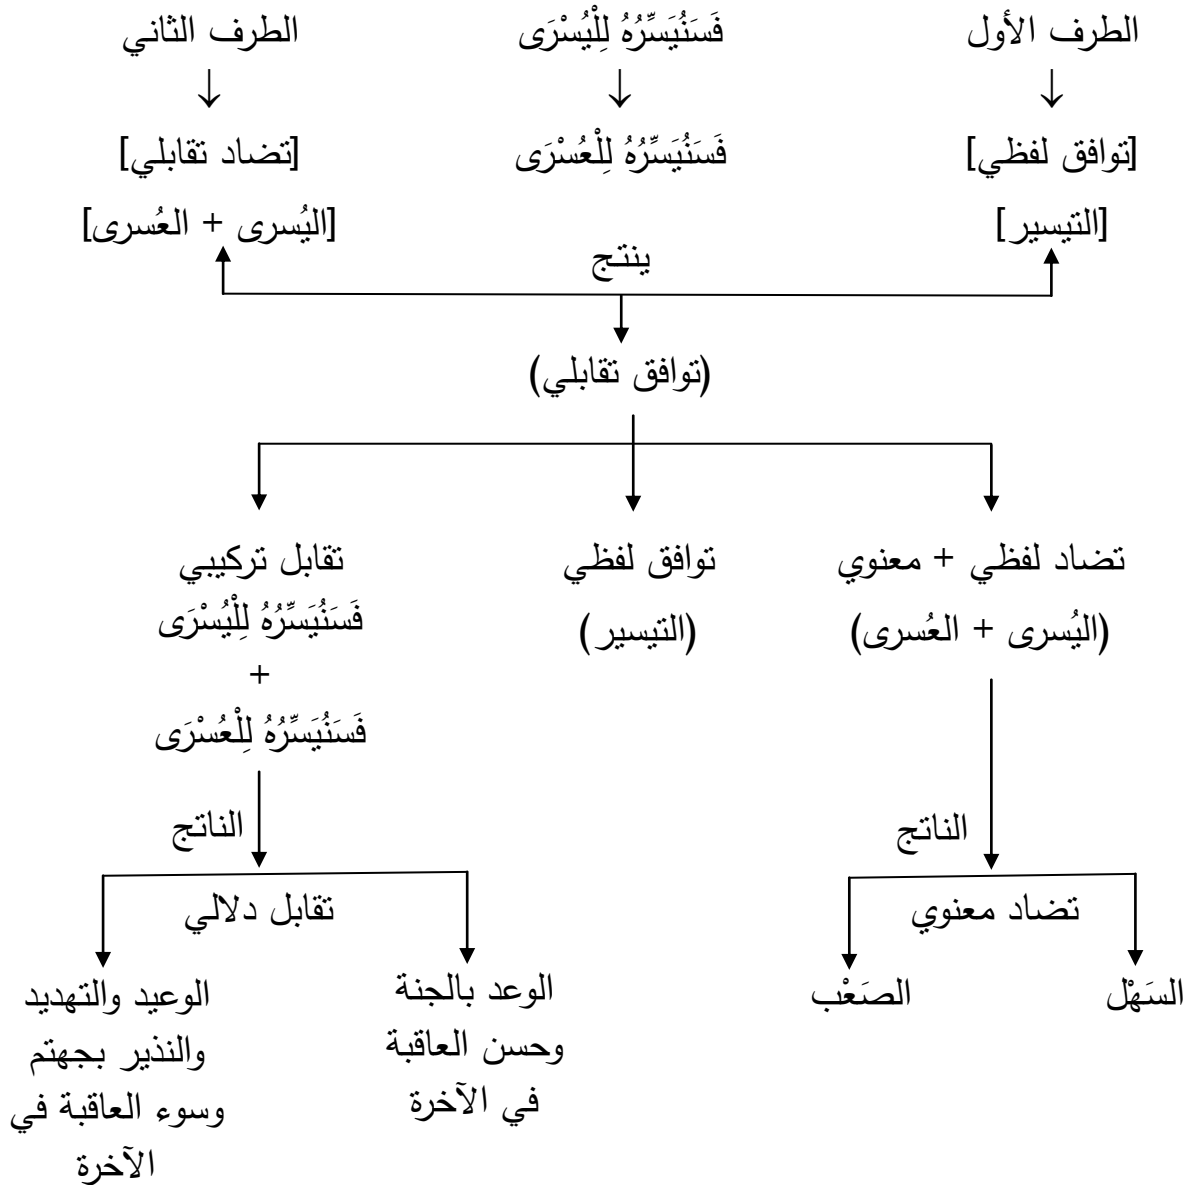 الطرف الأول
فَسَنُيَسِّرُهُ لِلْيُسْرَى
الطرف الثاني
[توافق لفظي]
فَسَنُيَسِّرُهُ لِلْعُسْرَى
[تضاد تقابلي]
[التيسير]
[اليُسرى + العُسرى]
ينتج
(توافق تقابلي)
تضاد لفظي + معنوي
(اليُسرى + العُسرى)
توافق لفظي
(التيسير)
تقابل تركيبي
فَسَنُيَسِّرُهُ لِلْيُسْرَى
+
فَسَنُيَسِّرُهُ لِلْعُسْرَى
الناتج
تضاد معنوي
السَهْل
الصَعْب
الناتج
تقابل دلالي
الوعد بالجنة
وحسن العاقبة
في الآخرة
الوعيد والتهديد
والنذير بجهتم
وسوء العاقبة في
الآخرة